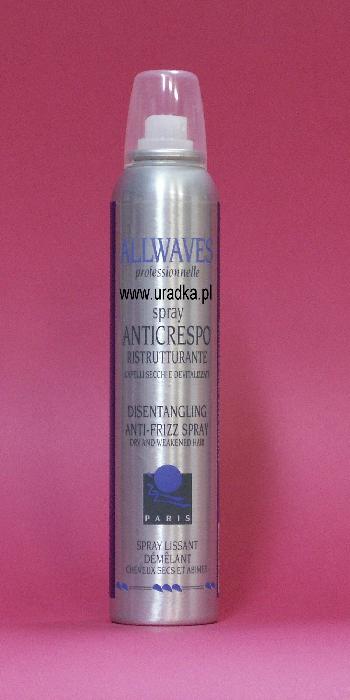 ALLWAVES
professionnelle
www.uradka.pl
spray
ANTICRESPO
RISTRUTTURANTE
CAPELLI SECCHI E DEVITALIZZATI
DISENTANGLING
ANTI-FRIZZ SPRAY
DRY AND WEAKENED HAIR
PARIS
SPRAY LISSANT
DÉMÊLANT
CHEVEUX SECS ET ABIMES